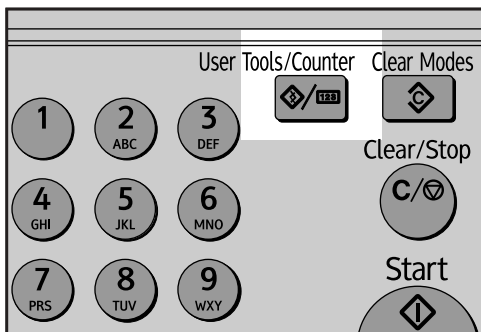 User Tools/Counter Clear Modes
123
C
1 2 3
ABC DEF
Clear/Stop
C/
4 5 6
GHI JKL MNO
7 8 9
PRS TUV WXY
Start